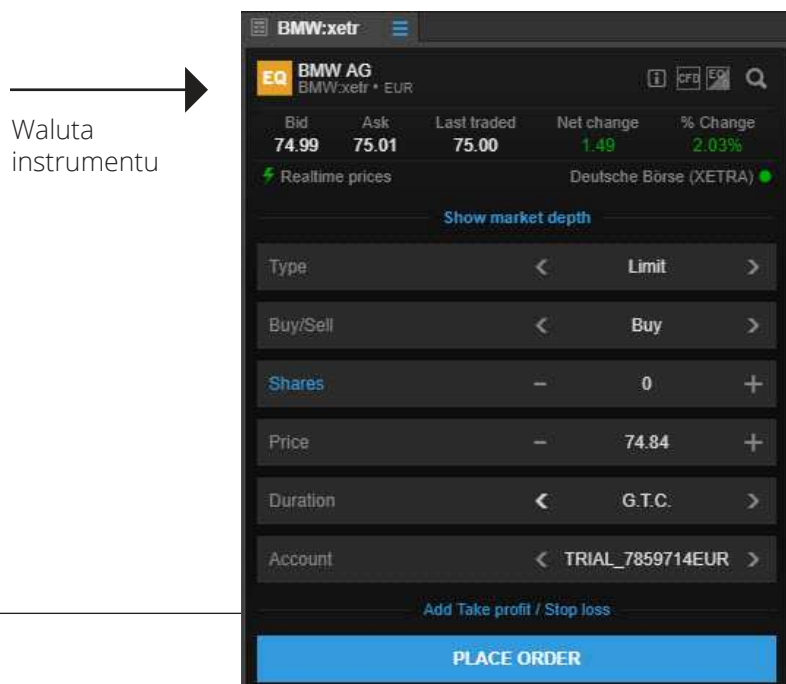 BMW:xetr
EQ BMW AG
BMW:xetr • EUR
CFD
Waluta
instrumentu
Bid Ask Last traded Net change % Change
74.99 75.01 75.00 1.49 2.03%
Realtime prices Deutsche Börse (XETRA)
Show market depth
Type Limit
Buy/Sell Buy
Shares - 0 +
Price - 74.84 +
Duration G.T.C.
Account TRIAL_7859714EUR
Add Take profit / Stop loss
PLACE ORDER